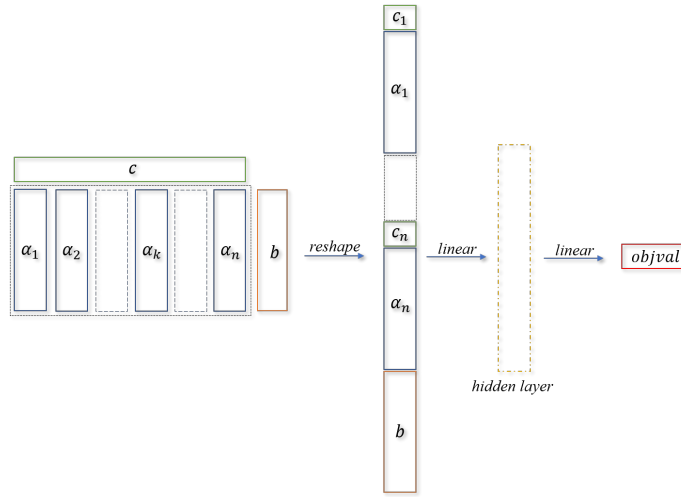 c
α₁ α₂ αₖ αₙ b
reshape
c₁
α₁
cₙ
αₙ
b
linear
hidden layer
linear
objval